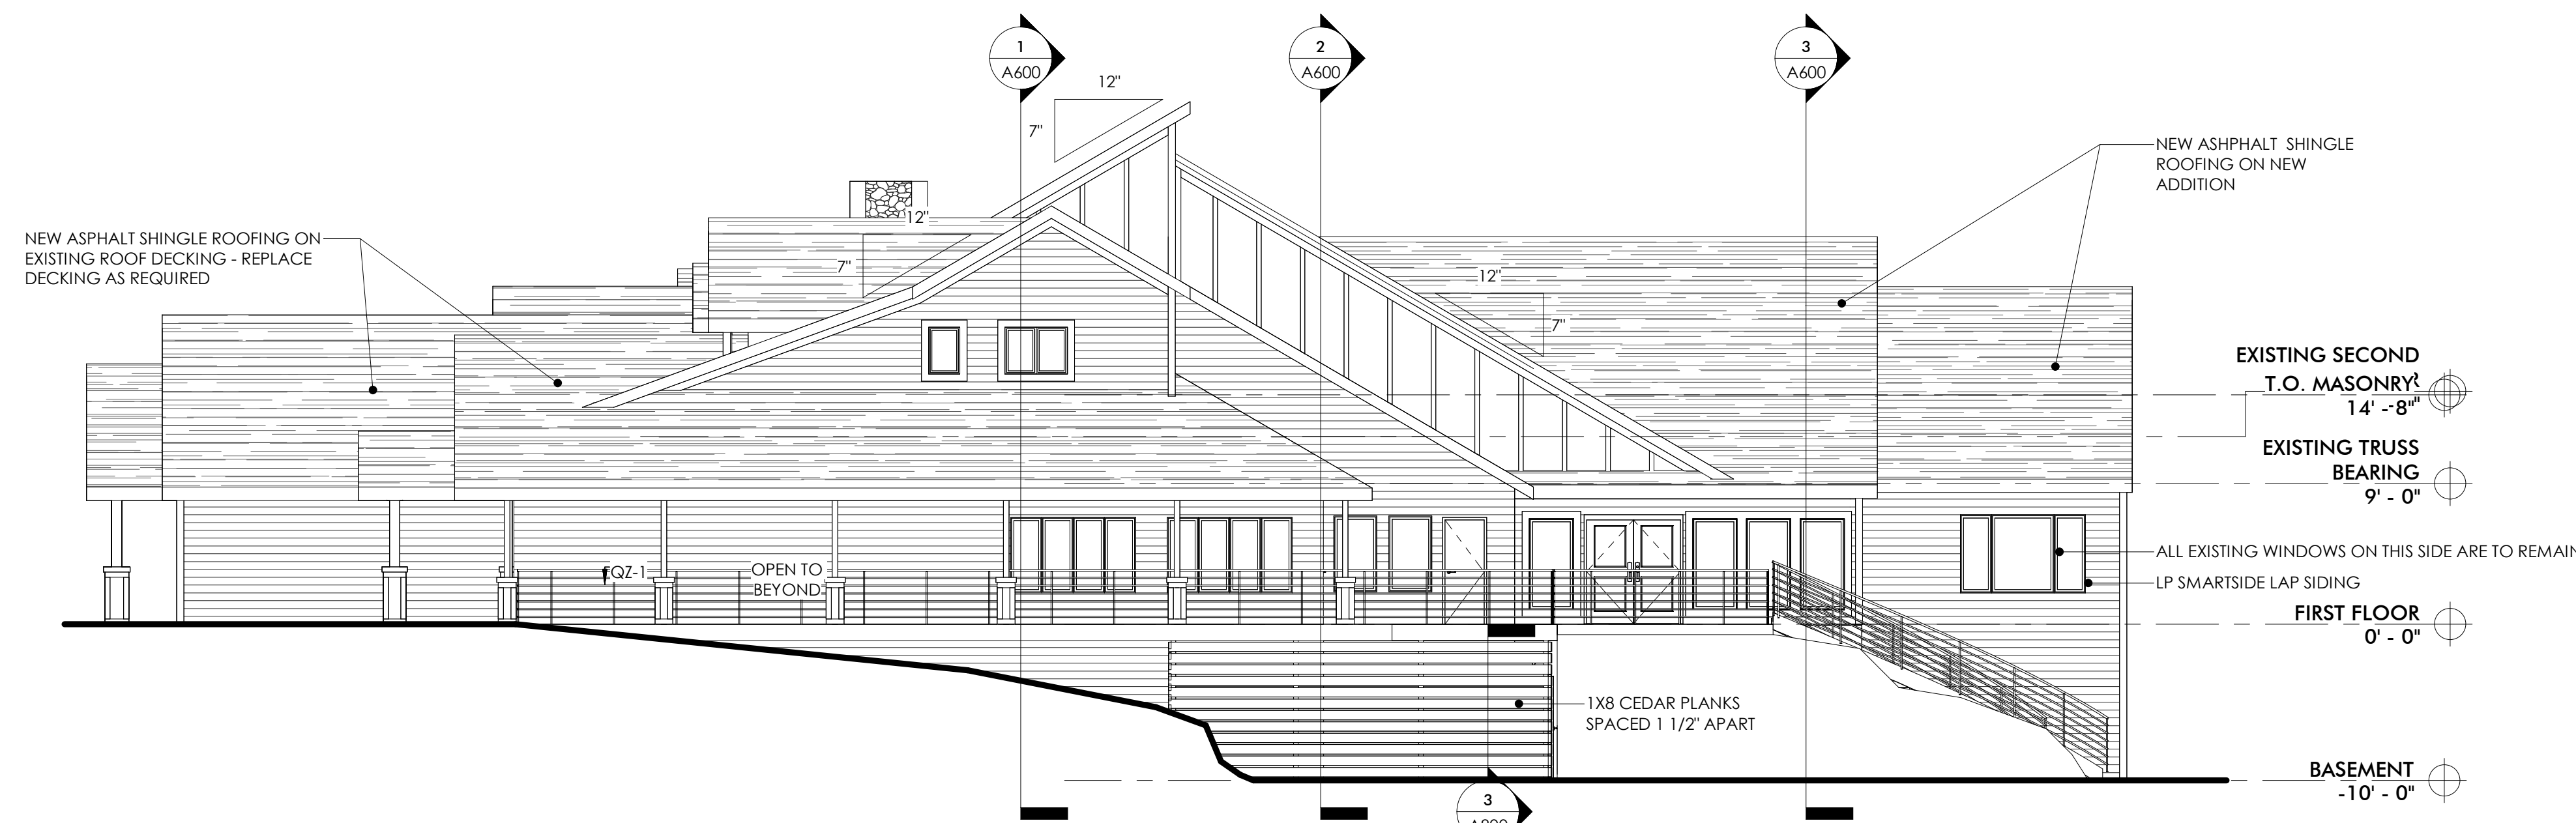 1
A600
2
A600
3
A600
12"
7"
NEW ASHPHALT SHINGLE
ROOFING ON NEW
ADDITION
12"
7"
NEW ASPHALT SHINGLE ROOFING ON
EXISTING ROOF DECKING - REPLACE
DECKING AS REQUIRED
12"
7"
EXISTING SECOND
T.O. MASONRY
14' - 8"
EXISTING TRUSS
BEARING
9' - 0"
ALL EXISTING WINDOWS ON THIS SIDE ARE TO REMAIN
LP SMARTSIDE LAP SIDING
EQZ-1
OPEN TO
BEYOND
FIRST FLOOR
0' - 0"
1X8 CEDAR PLANKS
SPACED 1 1/2" APART
BASEMENT
-10' - 0"
3